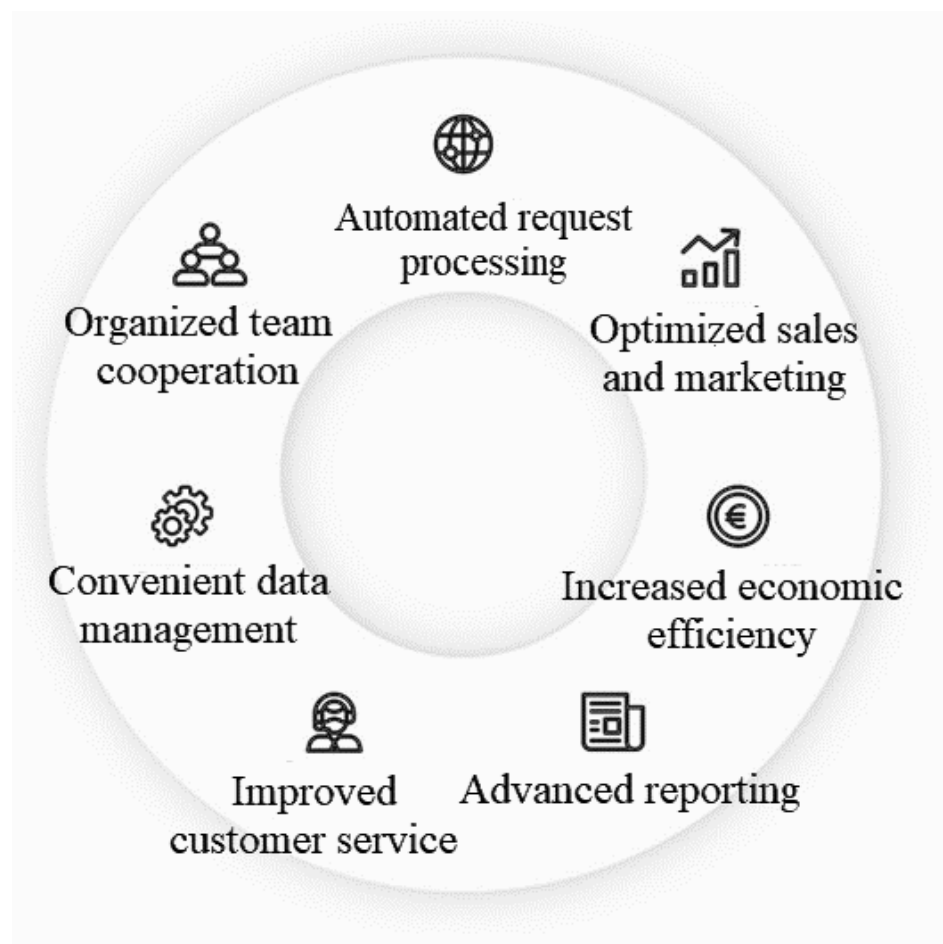 Automated request
processing
Optimized sales
and marketing
Increased economic
efficiency
Advanced reporting
Improved
customer service
Convenient data
management
Organized team
cooperation